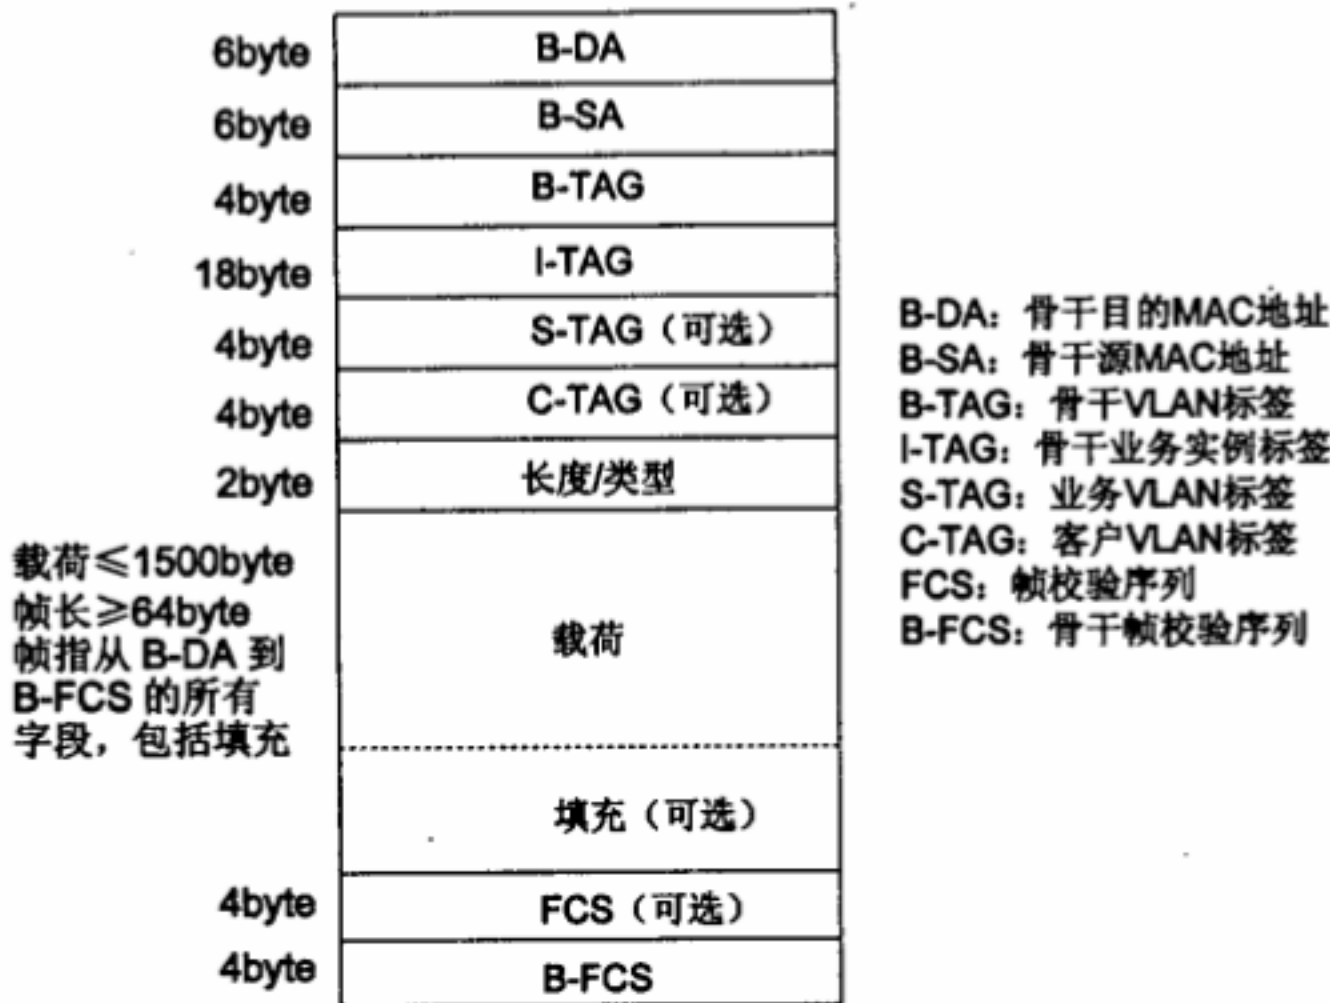 6byte B-DA
6byte B-SA
4byte B-TAG
18byte I-TAG
4byte S-TAG（可选）
4byte C-TAG（可选）
2byte 长度/类型
载荷≤1500byte
帧长≥64byte
帧指从 B-DA 到
B-FCS 的所有
字段，包括填充
载荷
填充（可选）
4byte FCS（可选）
4byte B-FCS
B-DA：骨干目的MAC地址
B-SA：骨干源MAC地址
B-TAG：骨干VLAN标签
I-TAG：骨干业务实例标签
S-TAG：业务VLAN标签
C-TAG：客户VLAN标签
FCS：帧校验序列
B-FCS：骨干帧校验序列